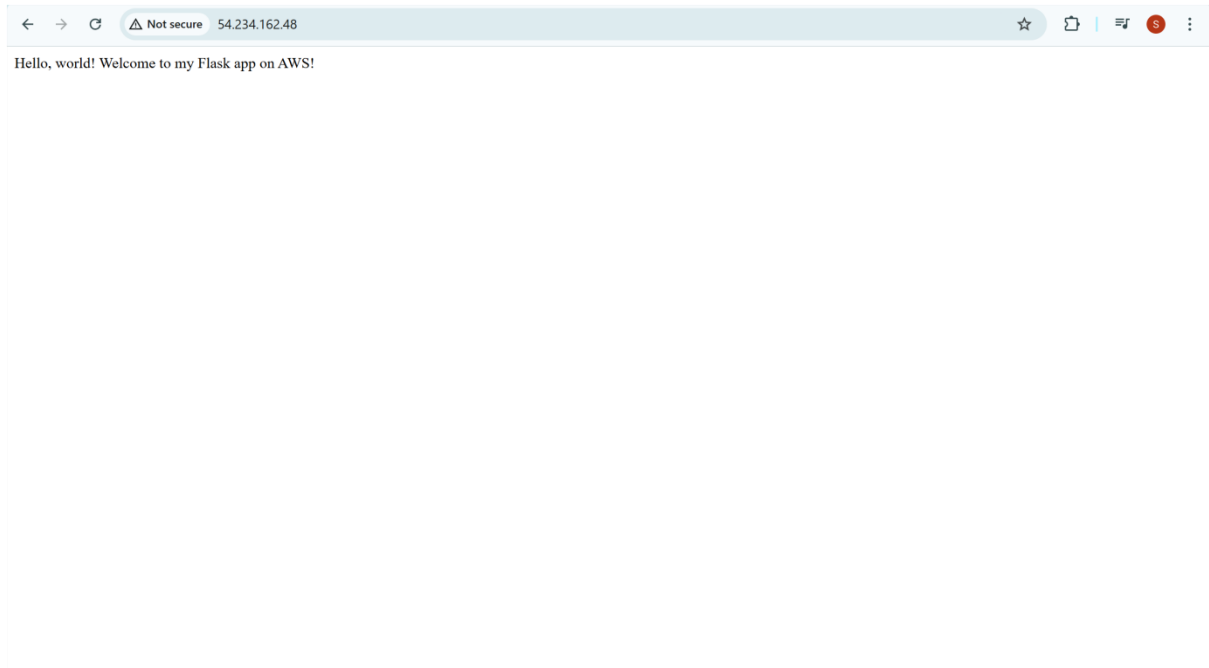 Not secure 54.234.162.48 S
Hello, world! Welcome to my Flask app on AWS!